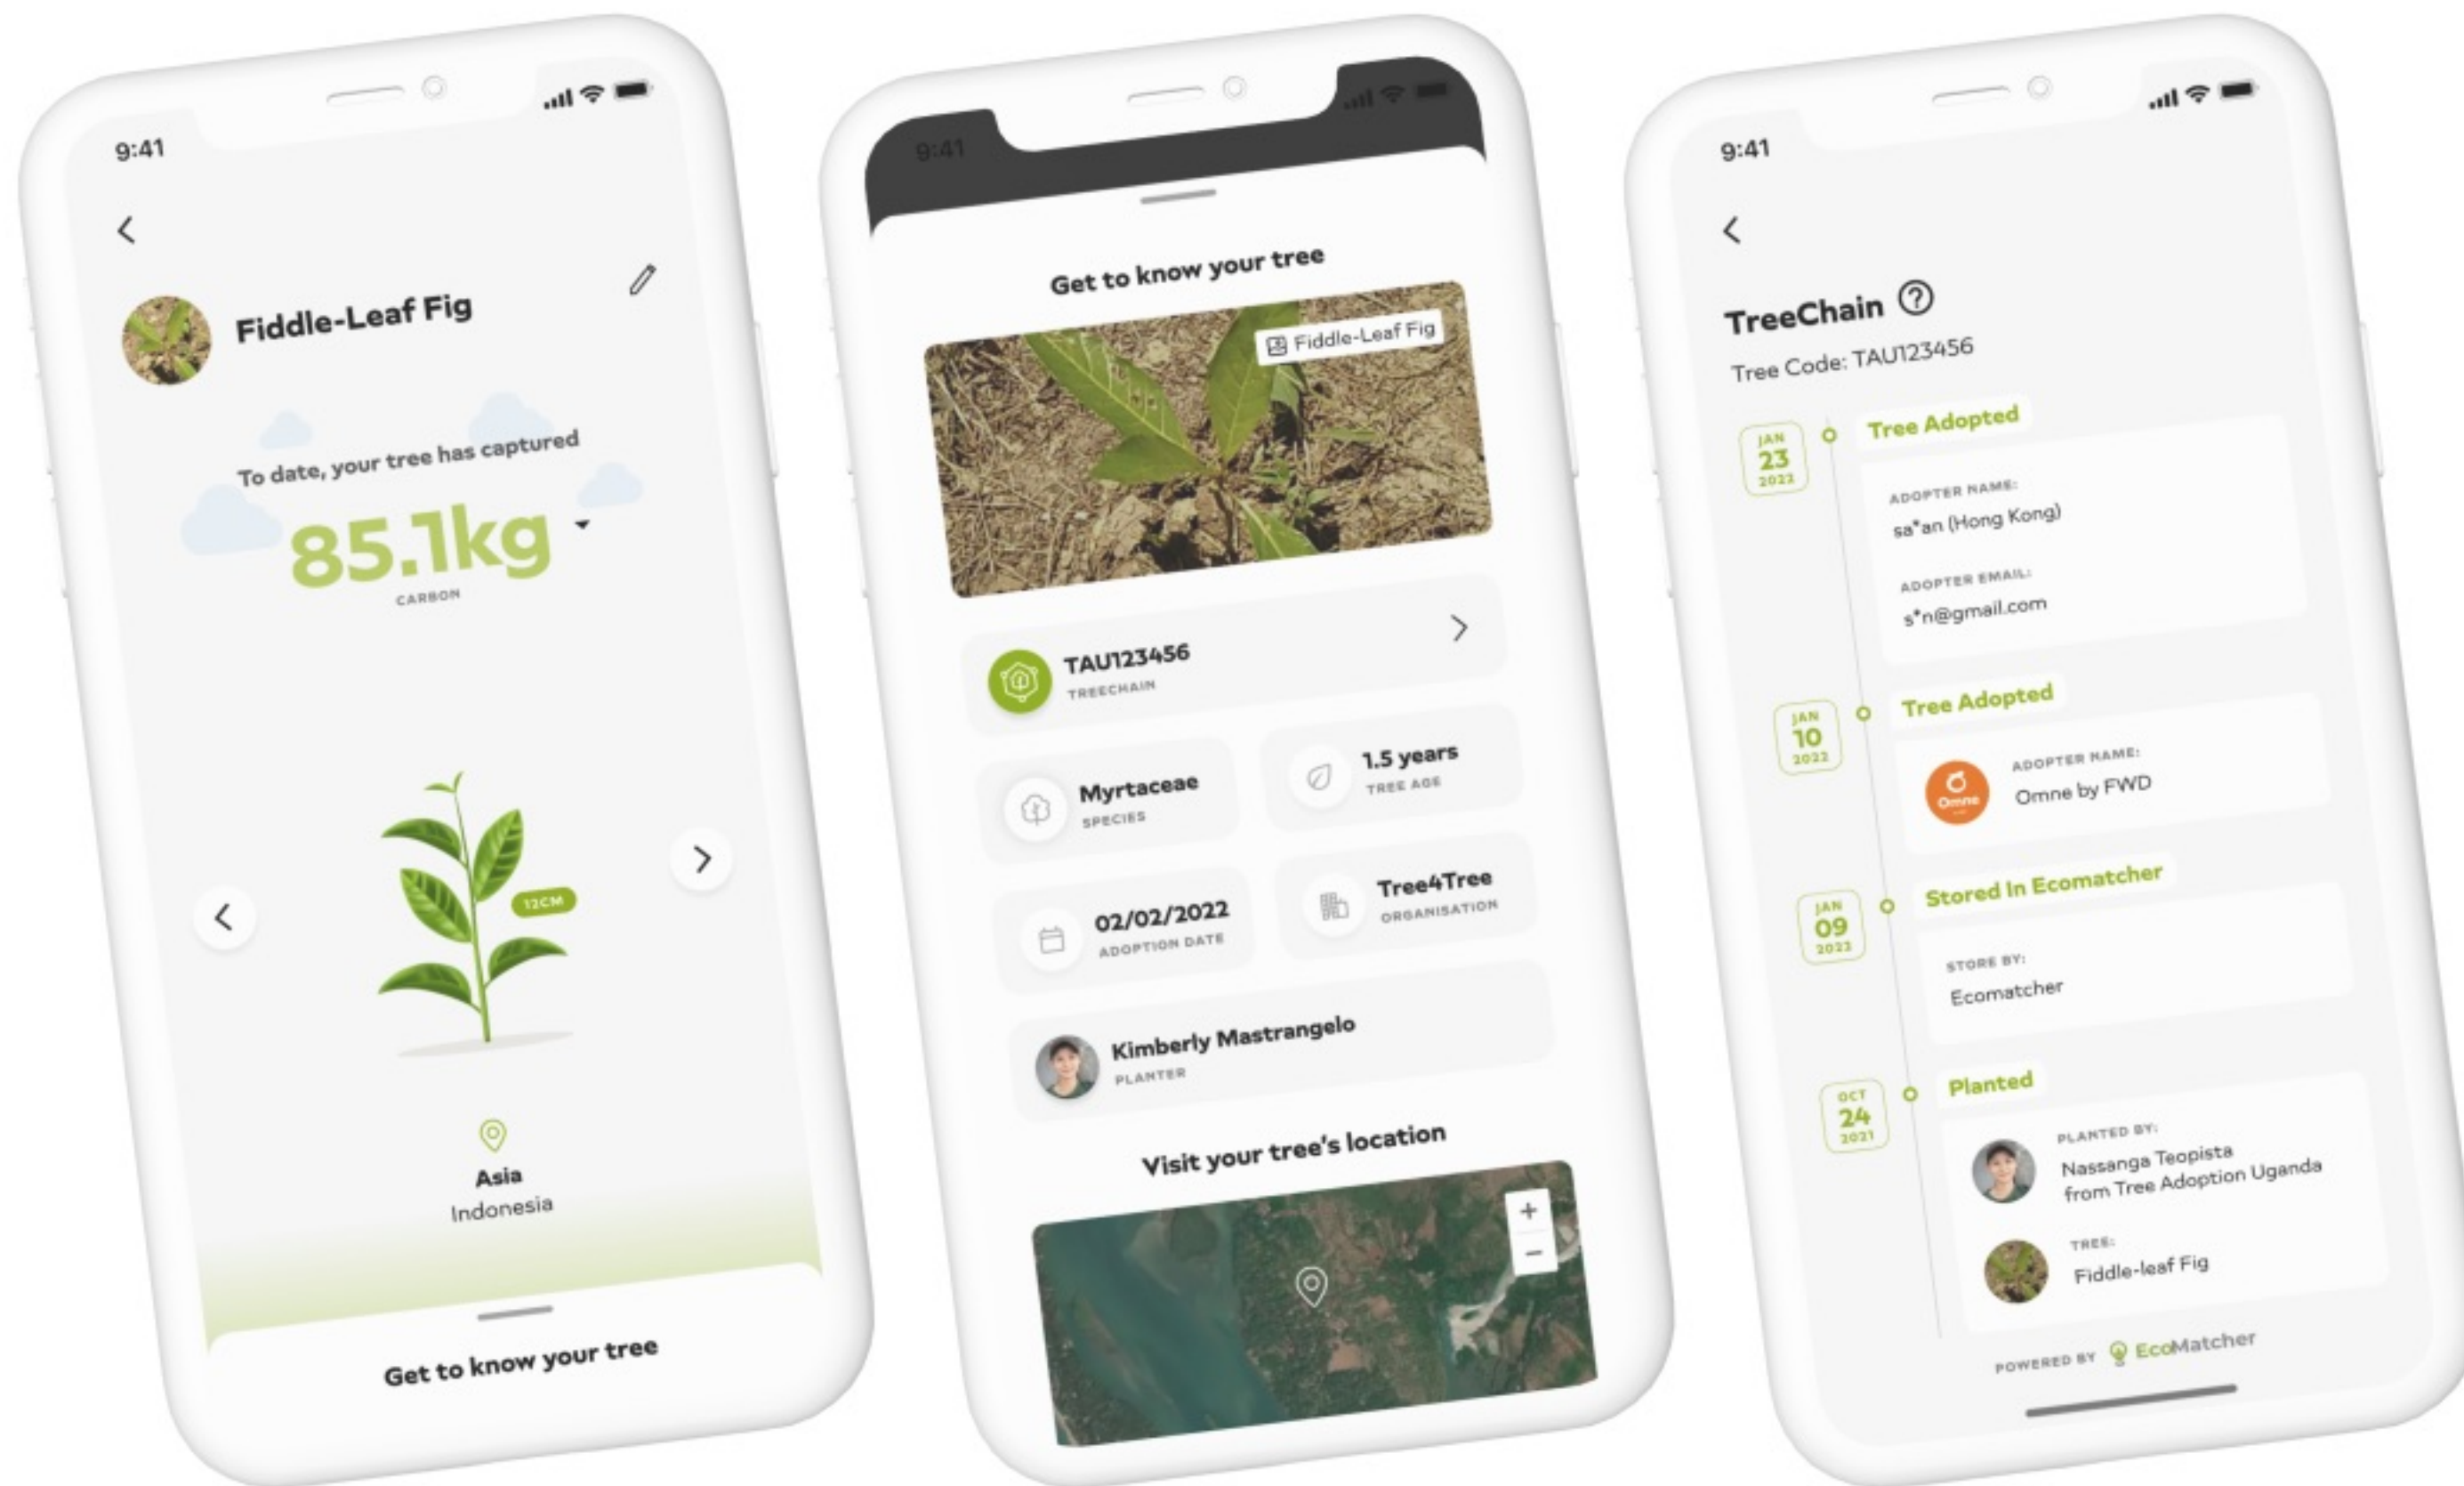 9:41
Fiddle-Leaf Fig
To date, your tree has captured
85.1kg
CARBON
12CM
Asia
Indonesia
Get to know your tree
9:41
Get to know your tree
Fiddle-Leaf Fig
TAU123456
TREECHAIN
Myrtaceae
SPECIES
1.5 years
TREE AGE
02/02/2022
ADOPTION DATE
Tree4Tree
ORGANISATION
Kimberly Mastrangelo
PLANTER
Visit your tree's location
+
−
9:41
TreeChain ?
Tree Code: TAU123456
JAN
23
2022
Tree Adopted
ADOPTER NAME:
sa*an (Hong Kong)
ADOPTER EMAIL:
s*n@gmail.com
JAN
10
2022
Tree Adopted
Omne
ADOPTER NAME:
Omne by FWD
JAN
09
2022
Stored In Ecomatcher
STORE BY:
Ecomatcher
OCT
24
2021
Planted
PLANTED BY:
Nassanga Teopista
from Tree Adoption Uganda
TREE:
Fiddle-leaf Fig
POWERED BY EcoMatcher